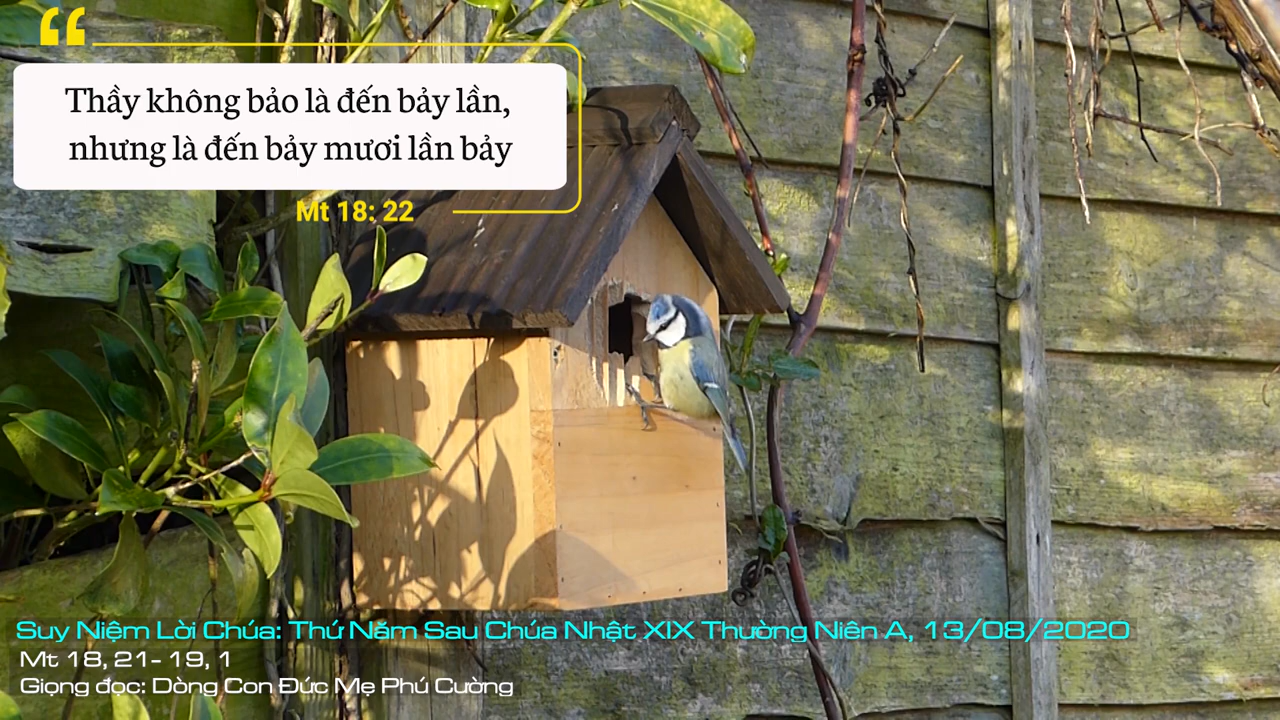 Thầy không bảo là đến bảy lần,
nhưng là đến bảy mươi lần bảy
Mt 18: 22
Suy Niệm Lời Chúa: Thứ Năm Sau Chúa Nhật XIX Thường Niên A, 13/08/2020
Mt 18, 21- 19, 1
Giọng đọc: Dòng Con Đức Mẹ Phú Cường